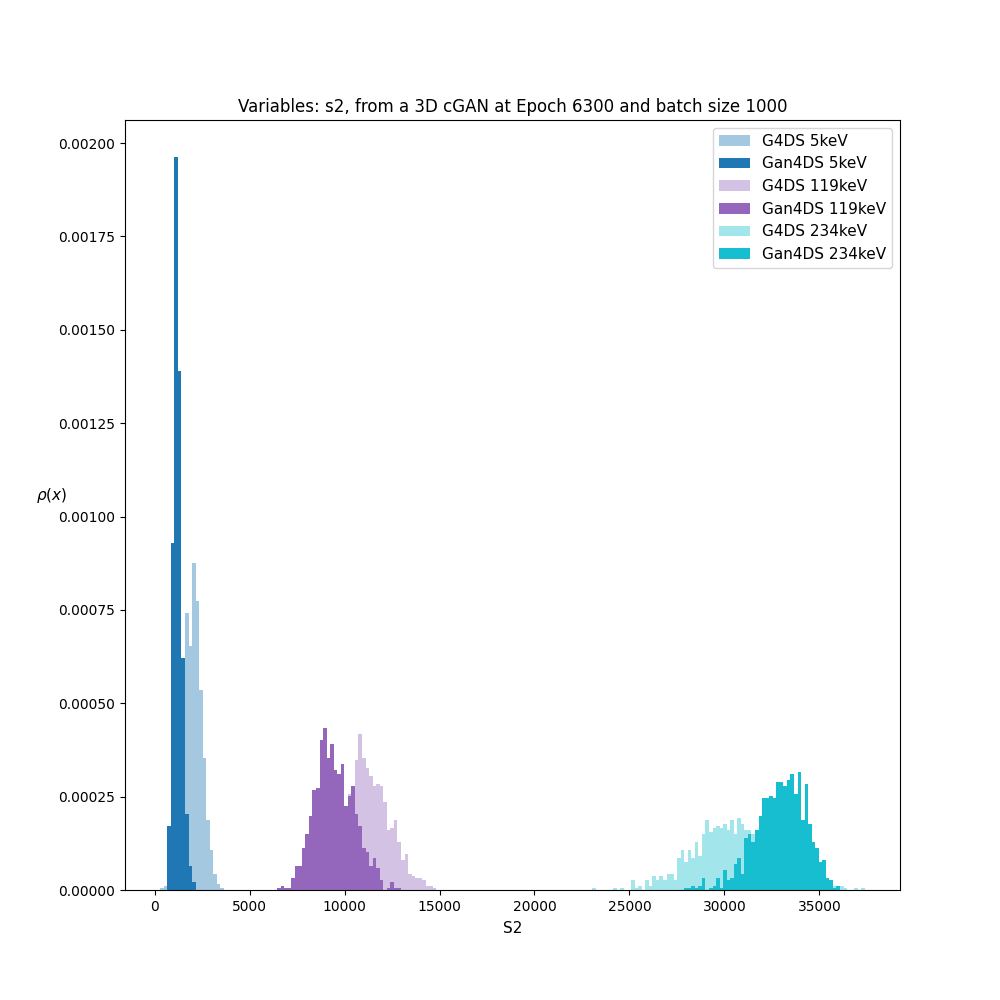 Variables: s2, from a 3D cGAN at Epoch 6300 and batch size 1000
G4DS 5keV
Gan4DS 5keV
G4DS 119keV
Gan4DS 119keV
G4DS 234keV
Gan4DS 234keV
0.00200
0.00175
0.00150
0.00125
ρ(x)
0.00100
0.00075
0.00050
0.00025
0.00000
0 5000 10000 15000 20000 25000 30000 35000
S2